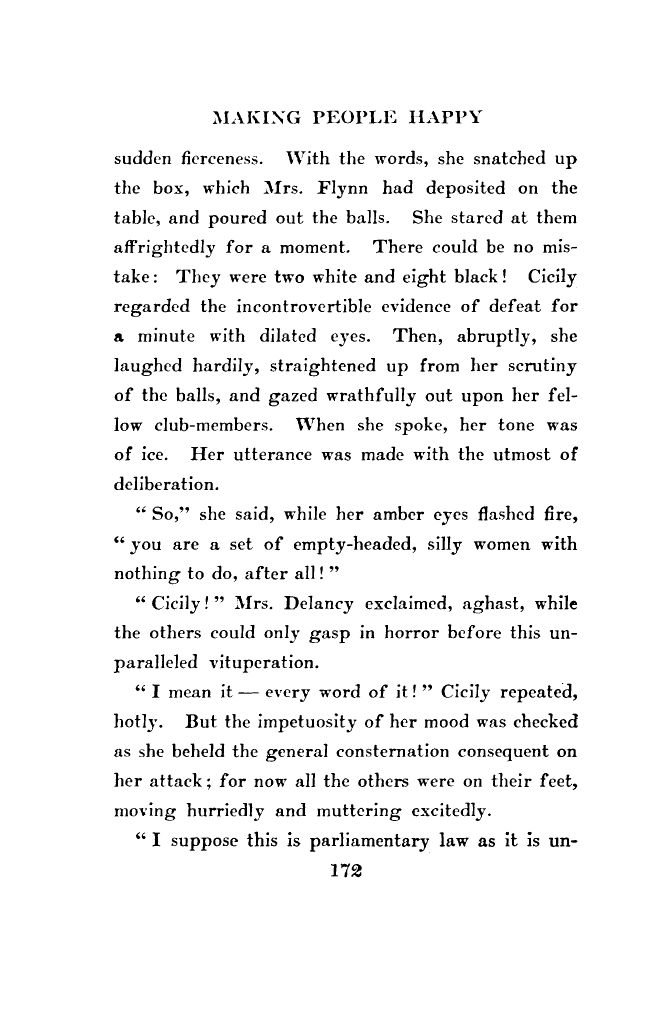 MAKING PEOPLE HAPPY
sudden fierceness. With the words, she snatched up
the box, which Mrs. Flynn had deposited on the
table, and poured out the balls. She stared at them
affrightedly for a moment. There could be no mis-
take: They were two white and eight black! Cicily
regarded the incontrovertible evidence of defeat for
a minute with dilated eyes. Then, abruptly, she
laughed hardily, straightened up from her scrutiny
of the balls, and gazed wrathfully out upon her fel-
low club-members. When she spoke, her tone was
of ice. Her utterance was made with the utmost of
deliberation.
“ So,” she said, while her amber eyes flashed fire,
“ you are a set of empty-headed, silly women with
nothing to do, after all! ”
“ Cicily! ” Mrs. Delancy exclaimed, aghast, while
the others could only gasp in horror before this un-
paralleled vituperation.
“ I mean it — every word of it! ” Cicily repeated,
hotly. But the impetuosity of her mood was checked
as she beheld the general consternation consequent on
her attack; for now all the others were on their feet,
moving hurriedly and muttering excitedly.
“ I suppose this is parliamentary law as it is un-
172